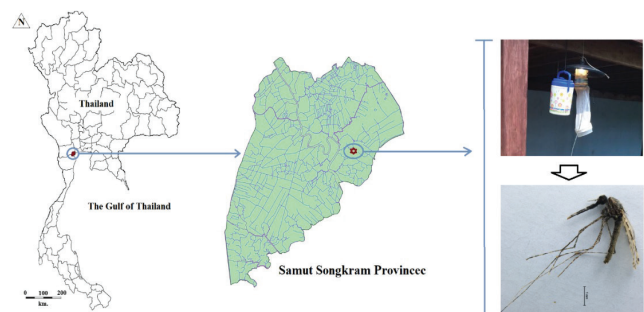 N
Thailand
The Gulf of Thailand
0 100 200
km.
Samut Songkram Provincec